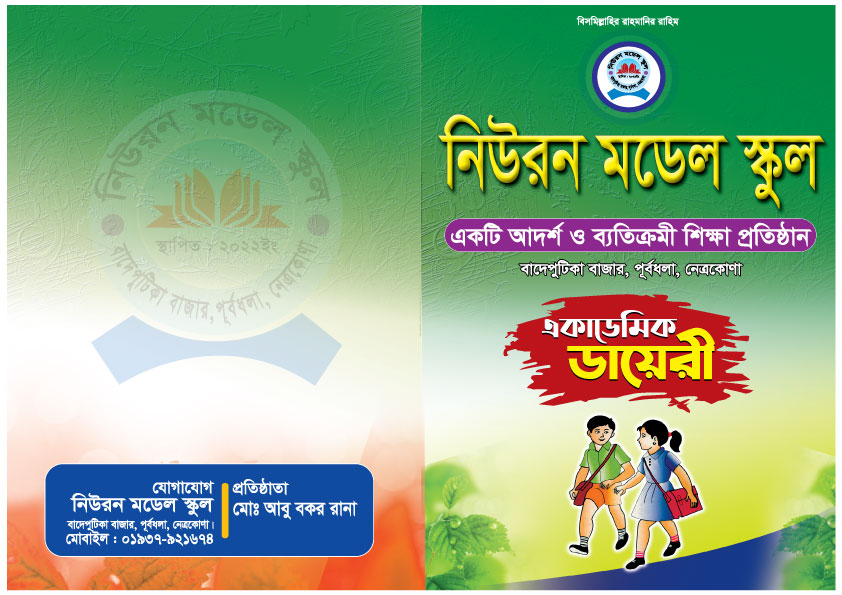 বিসমিল্লাহির রাহমানির রাহিম
নিউরন মডেল স্কুল
একটি আদর্শ ও ব্যতিক্রমী শিক্ষা প্রতিষ্ঠান
বাদেপুটিকা বাজার, পূর্বধলা, নেত্রকোণা
একাডেমিক
ডায়েরী
নিউরন মডেল স্কুল
স্থাপিত : ২০২২ইং
বাদেপুটিকা বাজার, পূর্বধলা, নেত্রকোণা
যোগাযোগ
নিউরন মডেল স্কুল
বাদেপুটিকা বাজার, পূর্বধলা, নেত্রকোণা।
মোবাইল : ০১৯৩৭-৯২১৬৭৪
প্রতিষ্ঠাতা
মোঃ আবু বকর রানা